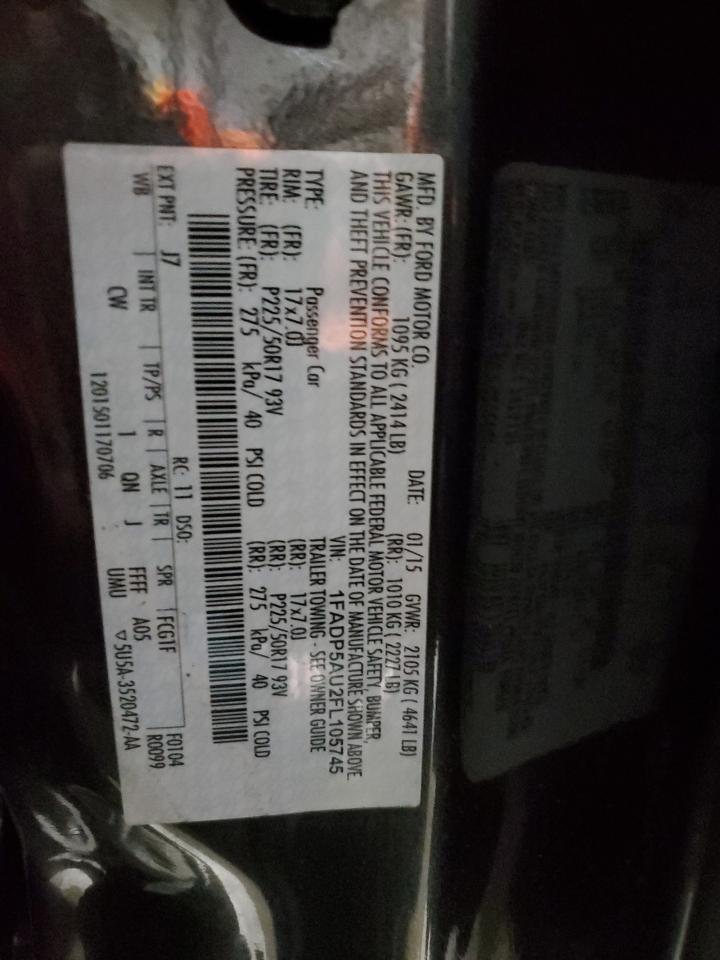 MFD. BY FORD MOTOR CO. DATE: 01/15 GVWR: 2105 KG ( 4641 LB)
GAWR: (FR): 1095 KG ( 2414 LB) (RR): 1010 KG ( 2227 LB)
THIS VEHICLE CONFORMS TO ALL APPLICABLE FEDERAL MOTOR VEHICLE SAFETY, BUMPER,
AND THEFT PREVENTION STANDARDS IN EFFECT ON THE DATE OF MANUFACTURE SHOWN ABOVE.
VIN: 1FADP5AU2FL105745
TYPE: Passenger Car TRAILER TOWING - SEE OWNER GUIDE
RIM: (FR): 17x7.0J (RR): 17x7.0J
TIRE: (FR): P225/50R17 93V (RR): P225/50R17 93V
PRESSURE: (FR): 275 kPa/ 40 PSI COLD (RR): 275 kPa/ 40 PSI COLD
EXT PNT: J7 RC: 11 DSO: F0104
WB | INT TR | TP/PS | R | AXLE | TR | SPR | FCG1F R0099
CW 1 QN J FFFF A05
1201501170706 UMU ▽5U5A-3520472-AA